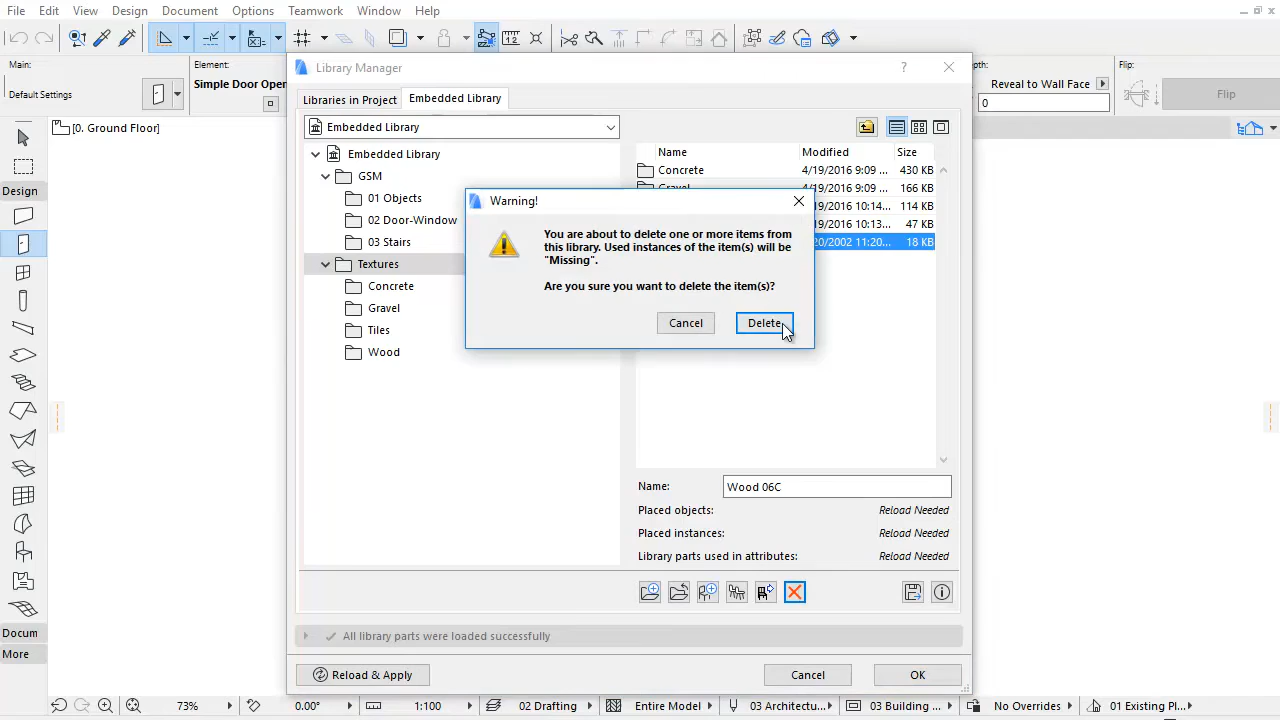 File Edit View Design Document Options Teamwork Window Help
Main:
Default Settings
Element:
Simple Door Open
Library Manager
?
Libraries in Project
Embedded Library
Embedded Library
Embedded Library
GSM
01 Objects
02 Door-Window
03 Stairs
Textures
Concrete
Gravel
Tiles
Wood
Name Modified Size
Concrete 4/19/2016 9:09 ... 430 KB
Gravel 4/19/2016 9:09 ... 166 KB
/19/2016 10:14... 114 KB
/19/2016 10:13... 47 KB
20/2002 11:20... 18 KB
Warning!
You are about to delete one or more items from
this library. Used instances of the item(s) will be
"Missing".
Are you sure you want to delete the item(s)?
Cancel
Delete
Name: Wood 06C
Placed objects: Reload Needed
Placed instances: Reload Needed
Library parts used in attributes: Reload Needed
All library parts were loaded successfully
Reload & Apply
Cancel
OK
epth:
Reveal to Wall Face
0
Flip:
Flip
[0. Ground Floor]
Design
Docum
More
73% 0.00° 1:100 02 Drafting Entire Model 03 Architectu... 03 Building ... No Overrides 01 Existing Pl...